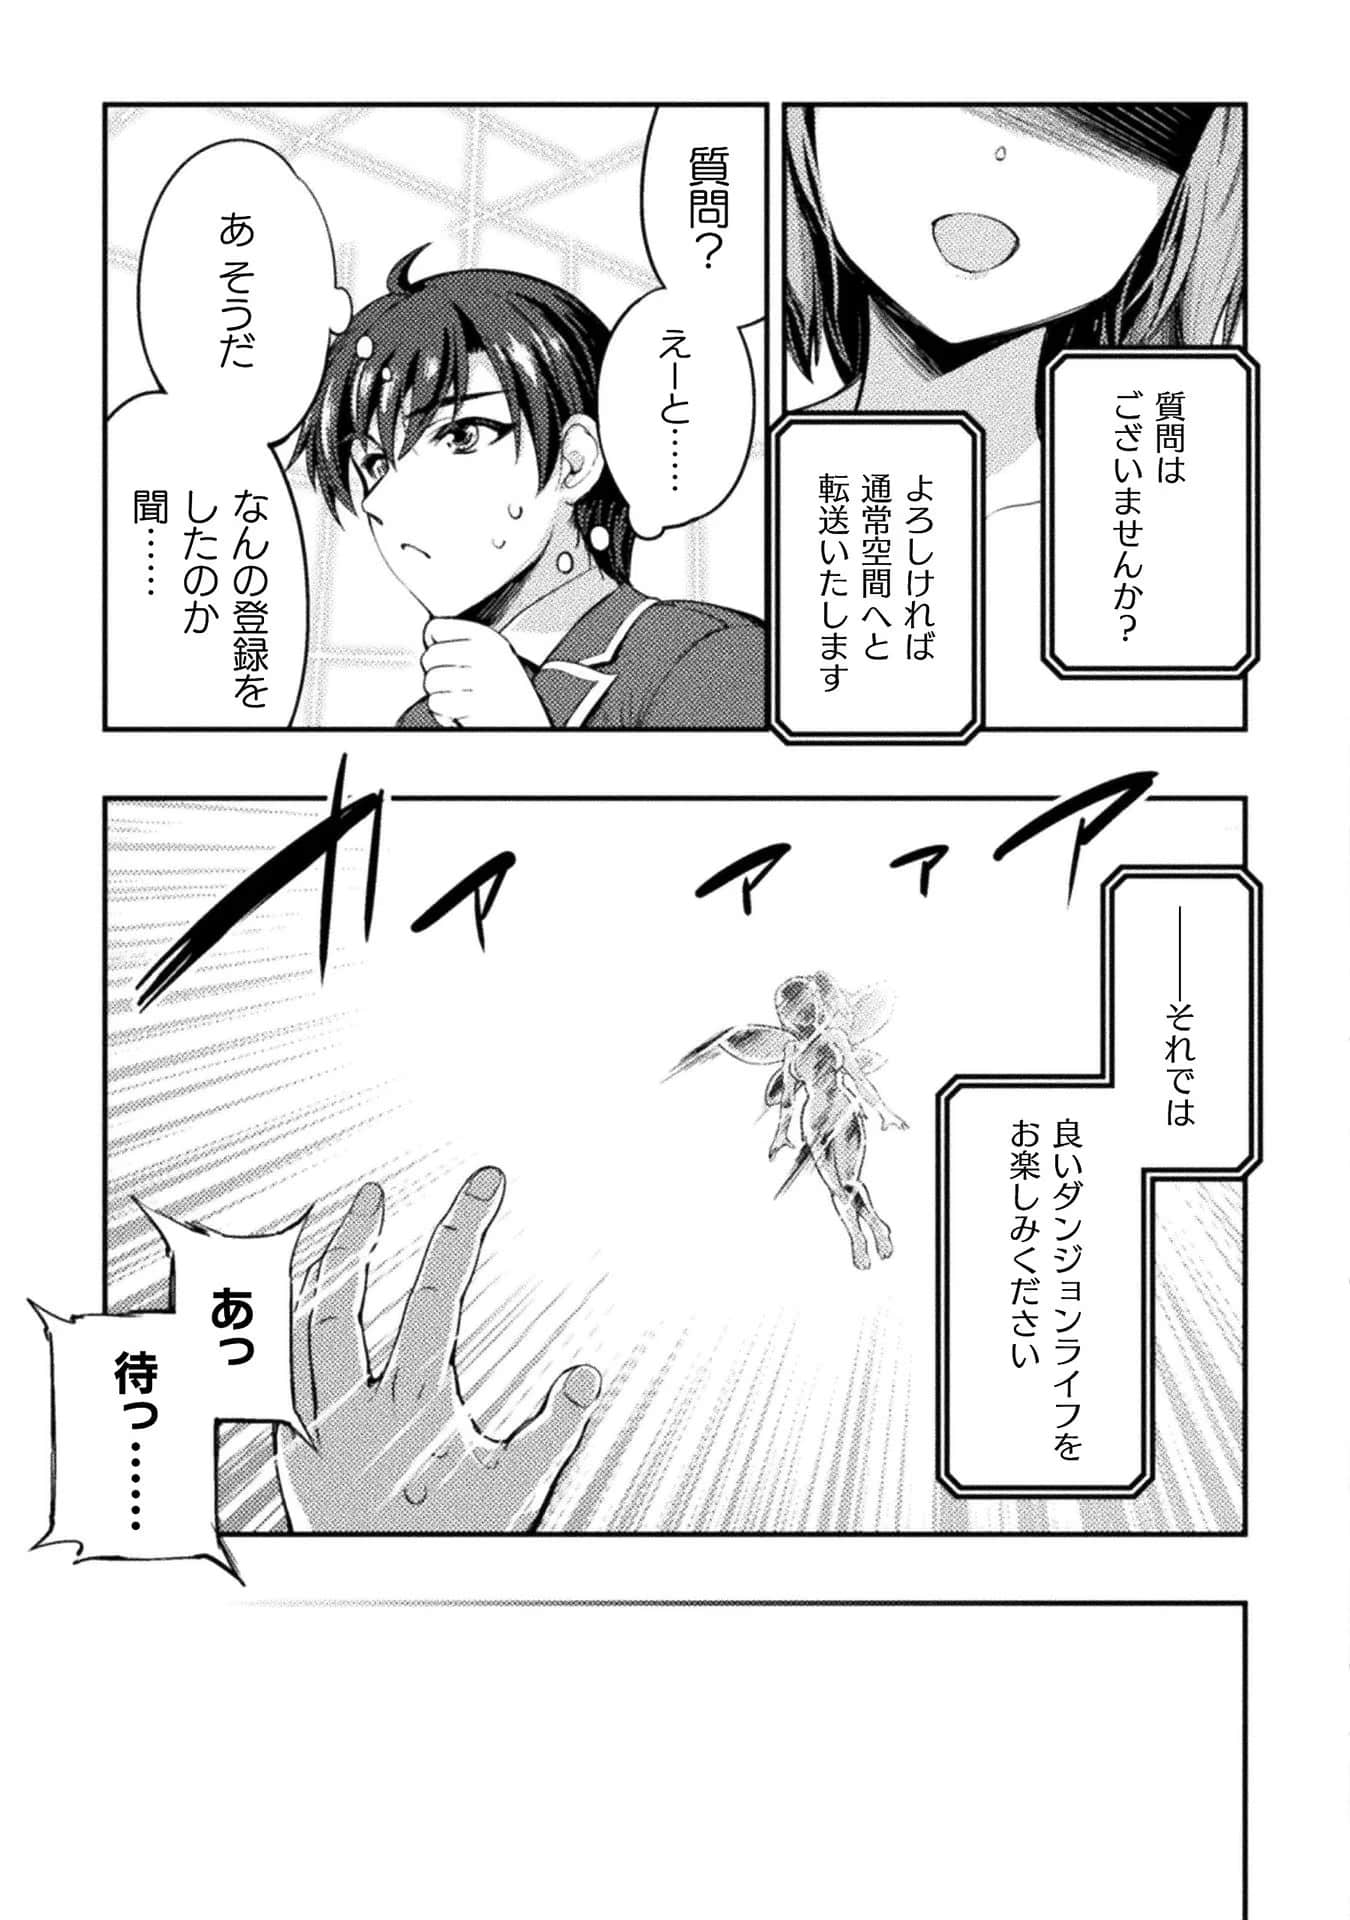 質問は
ございませんか？
よろしければ
通常空間へと
転送いたします
質問？
えーと……
あ そうだ
なんの登録を
したのか
聞……
カァァァァ
――それでは
良いダンジョンライフを
お楽しみください
あっ
待っ……